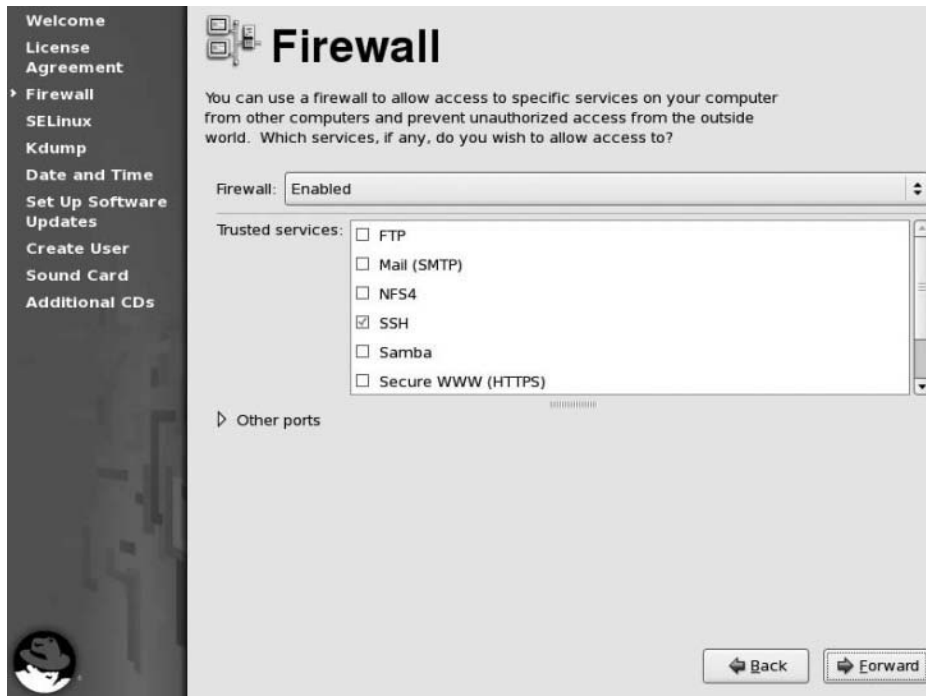 Welcome
License
Agreement
Firewall
SELinux
Kdump
Date and Time
Set Up Software
Updates
Create User
Sound Card
Additional CDs
Firewall
You can use a firewall to allow access to specific services on your computer
from other computers and prevent unauthorized access from the outside
world. Which services, if any, do you wish to allow access to?
Firewall: Enabled
Trusted services:
FTP
Mail (SMTP)
NFS4
SSH
Samba
Secure WWW (HTTPS)
Other ports
Back
Forward